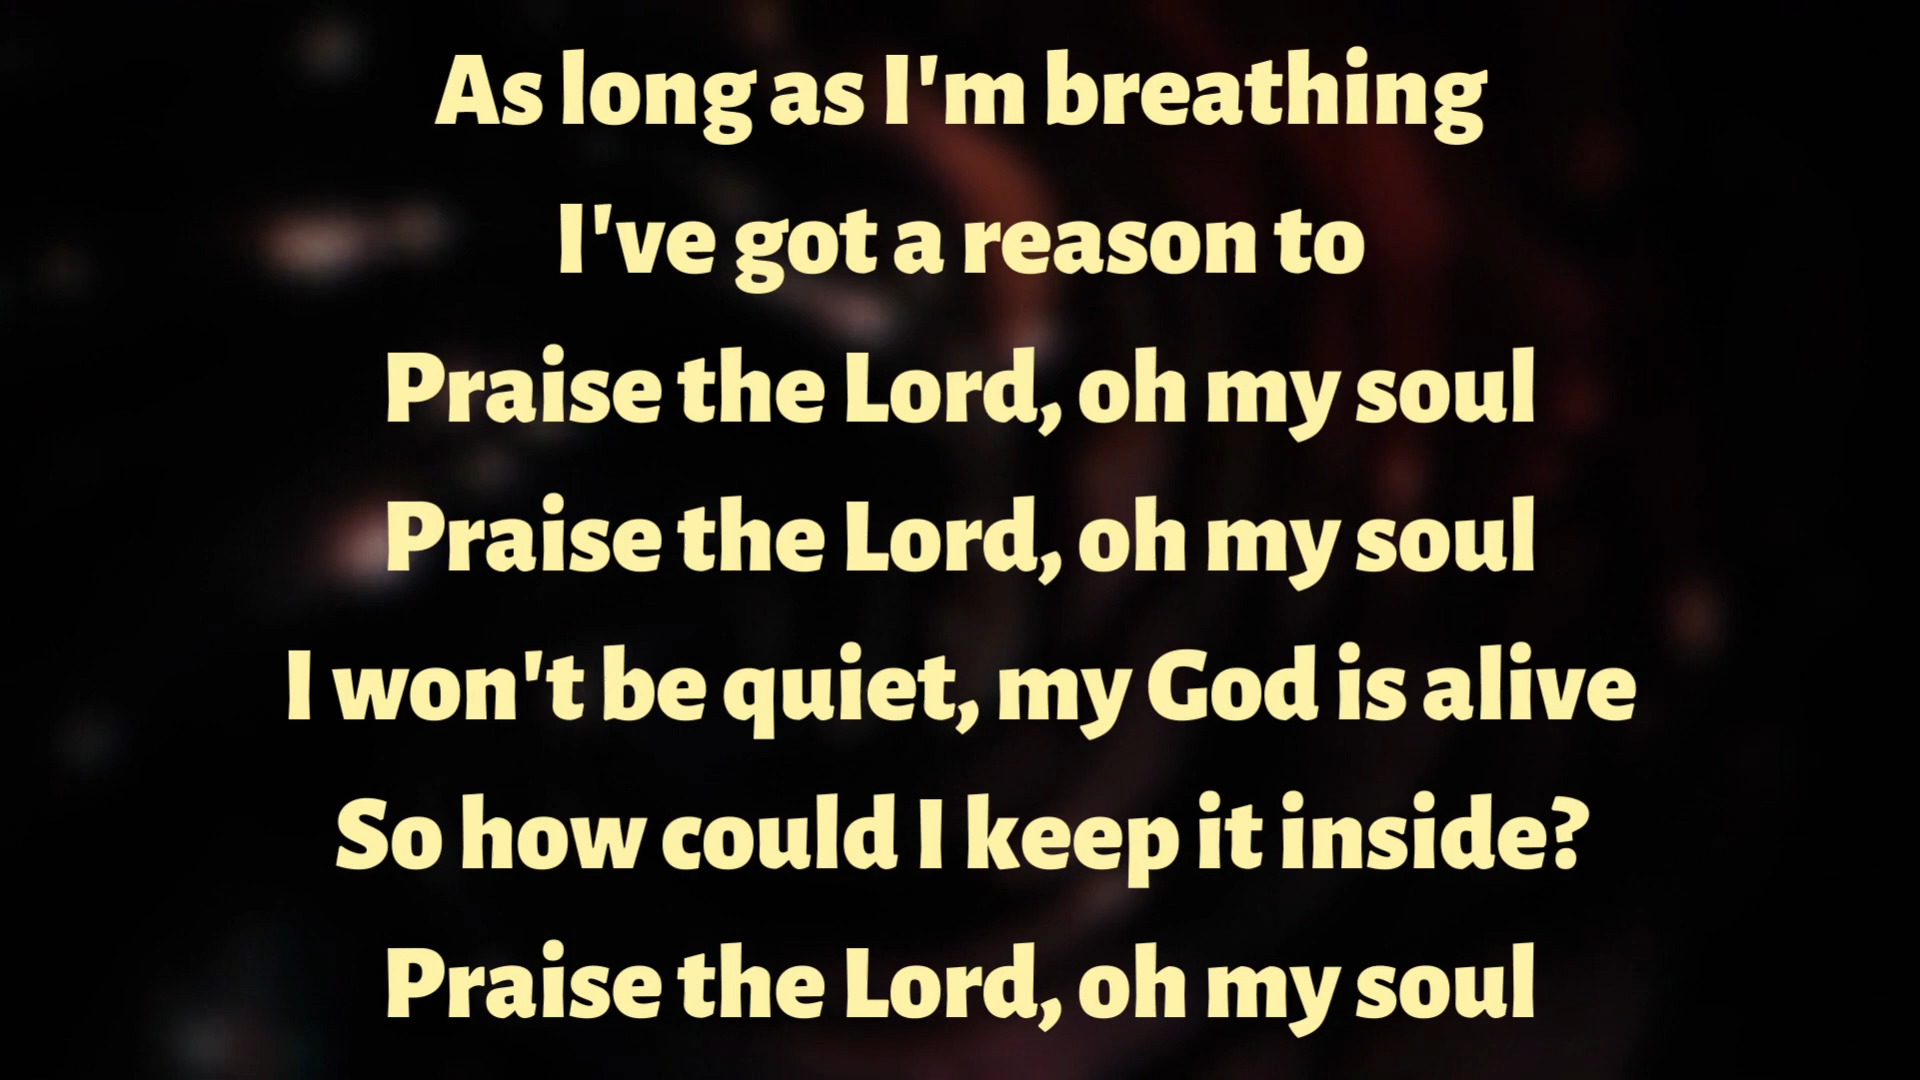 As long as I'm breathing
I've got a reason to
Praise the Lord, oh my soul
Praise the Lord, oh my soul
I won't be quiet, my God is alive
So how could I keep it inside?
Praise the Lord, oh my soul